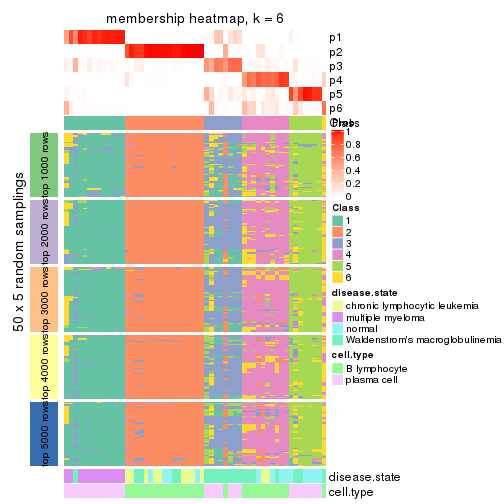 membership heatmap, k = 6
p1
p2
p3
p4
p5
p6
Class
Prob
1
0.8
0.6
0.4
0.2
0
Class
1
2
3
4
5
6
disease.state
chronic lymphocytic leukemia
multiple myeloma
normal
Waldenstrom's macroglobulinemia
cell.type
B lymphocyte
plasma cell
50 x 5 random samplings
top 1000 rows
top 2000 rows
top 3000 rows
top 4000 rows
top 5000 rows
disease.state
cell.type